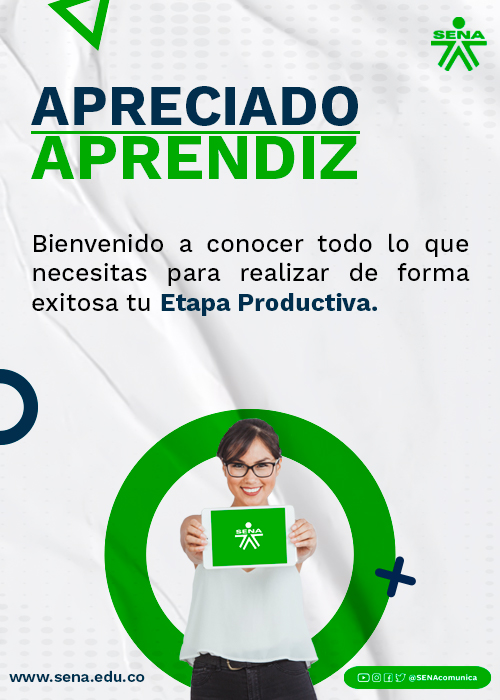 SENA
APRECIADO
APRENDIZ
Bienvenido a conocer todo lo que
necesitas para realizar de forma
exitosa tu Etapa Productiva.
SENA
www.sena.edu.co
@SENAcomunica